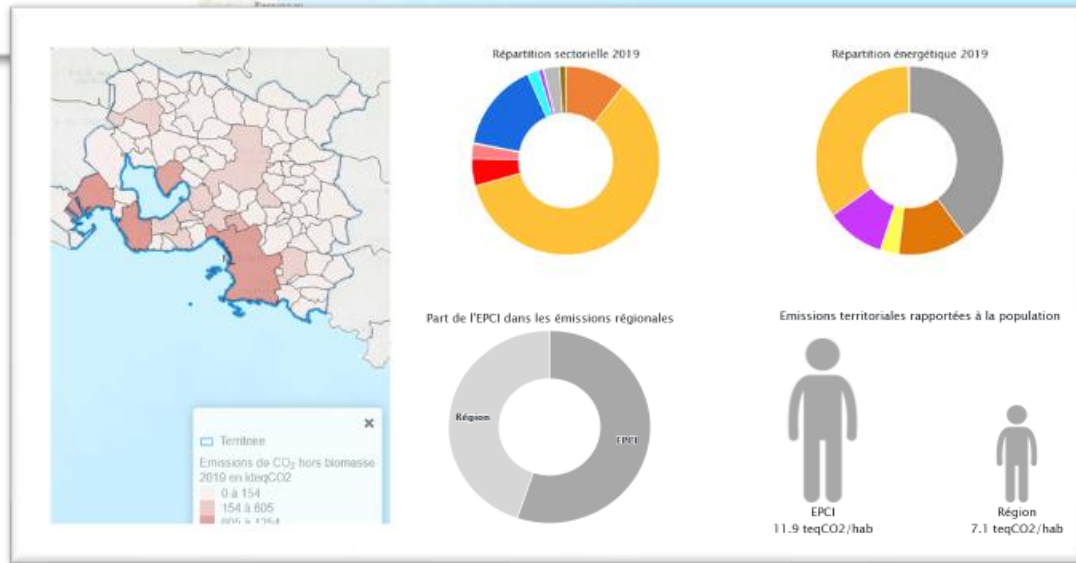 Répartition sectorielle 2019
Répartition énergétique 2019
Territoire
Emissions de CO₂ hors biomasse
2019 en kteqCO2
0 à 154
154 à 605
605 à 1254
Part de l'EPCI dans les émissions régionales
Région
EPCI
Emissions territoriales rapportées à la population
EPCI
11.9 teqCO2/hab
Région
7.1 teqCO2/hab